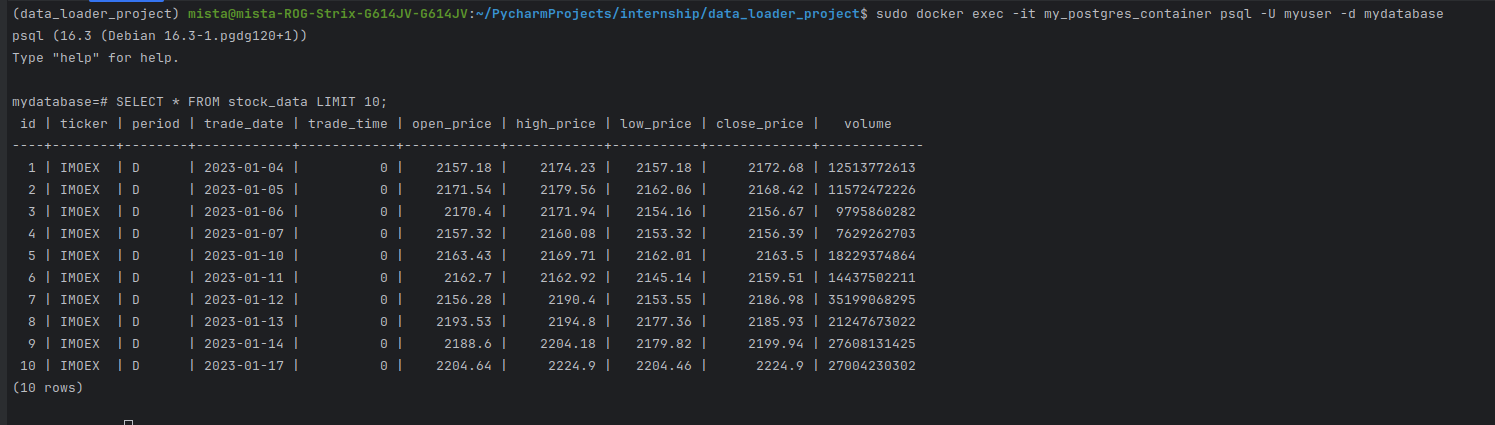 (data_loader_project) mista@mista-ROG-Strix-G614JV-G614JV:~/PycharmProjects/internship/data_loader_project$ sudo docker exec -it my_postgres_container psql -U myuser -d mydatabase
psql (16.3 (Debian 16.3-1.pgdg120+1))
Type "help" for help.

mydatabase=# SELECT * FROM stock_data LIMIT 10;
 id | ticker | period | trade_date | trade_time | open_price | high_price | low_price | close_price |   volume
----+--------+--------+------------+------------+------------+------------+-----------+-------------+-------------
  1 | IMOEX  | D      | 2023-01-04 |          0 |    2157.18 |    2174.23 |   2157.18 |     2172.68 | 12513772613
  2 | IMOEX  | D      | 2023-01-05 |          0 |    2171.54 |    2179.56 |   2162.06 |     2168.42 | 11572472226
  3 | IMOEX  | D      | 2023-01-06 |          0 |     2170.4 |    2171.94 |   2154.16 |     2156.67 |  9795860282
  4 | IMOEX  | D      | 2023-01-07 |          0 |    2157.32 |    2160.08 |   2153.32 |     2156.39 |  7629262703
  5 | IMOEX  | D      | 2023-01-10 |          0 |    2163.43 |    2169.71 |   2162.01 |      2163.5 | 18229374864
  6 | IMOEX  | D      | 2023-01-11 |          0 |     2162.7 |    2162.92 |   2145.14 |     2159.51 | 14437502211
  7 | IMOEX  | D      | 2023-01-12 |          0 |    2156.28 |     2190.4 |   2153.55 |     2186.98 | 35199068295
  8 | IMOEX  | D      | 2023-01-13 |          0 |    2193.53 |     2194.8 |   2177.36 |     2185.93 | 21247673022
  9 | IMOEX  | D      | 2023-01-14 |          0 |     2188.6 |    2204.18 |   2179.82 |     2199.94 | 27608131425
 10 | IMOEX  | D      | 2023-01-17 |          0 |    2204.64 |     2224.9 |   2204.46 |      2224.9 | 27004230302
(10 rows)